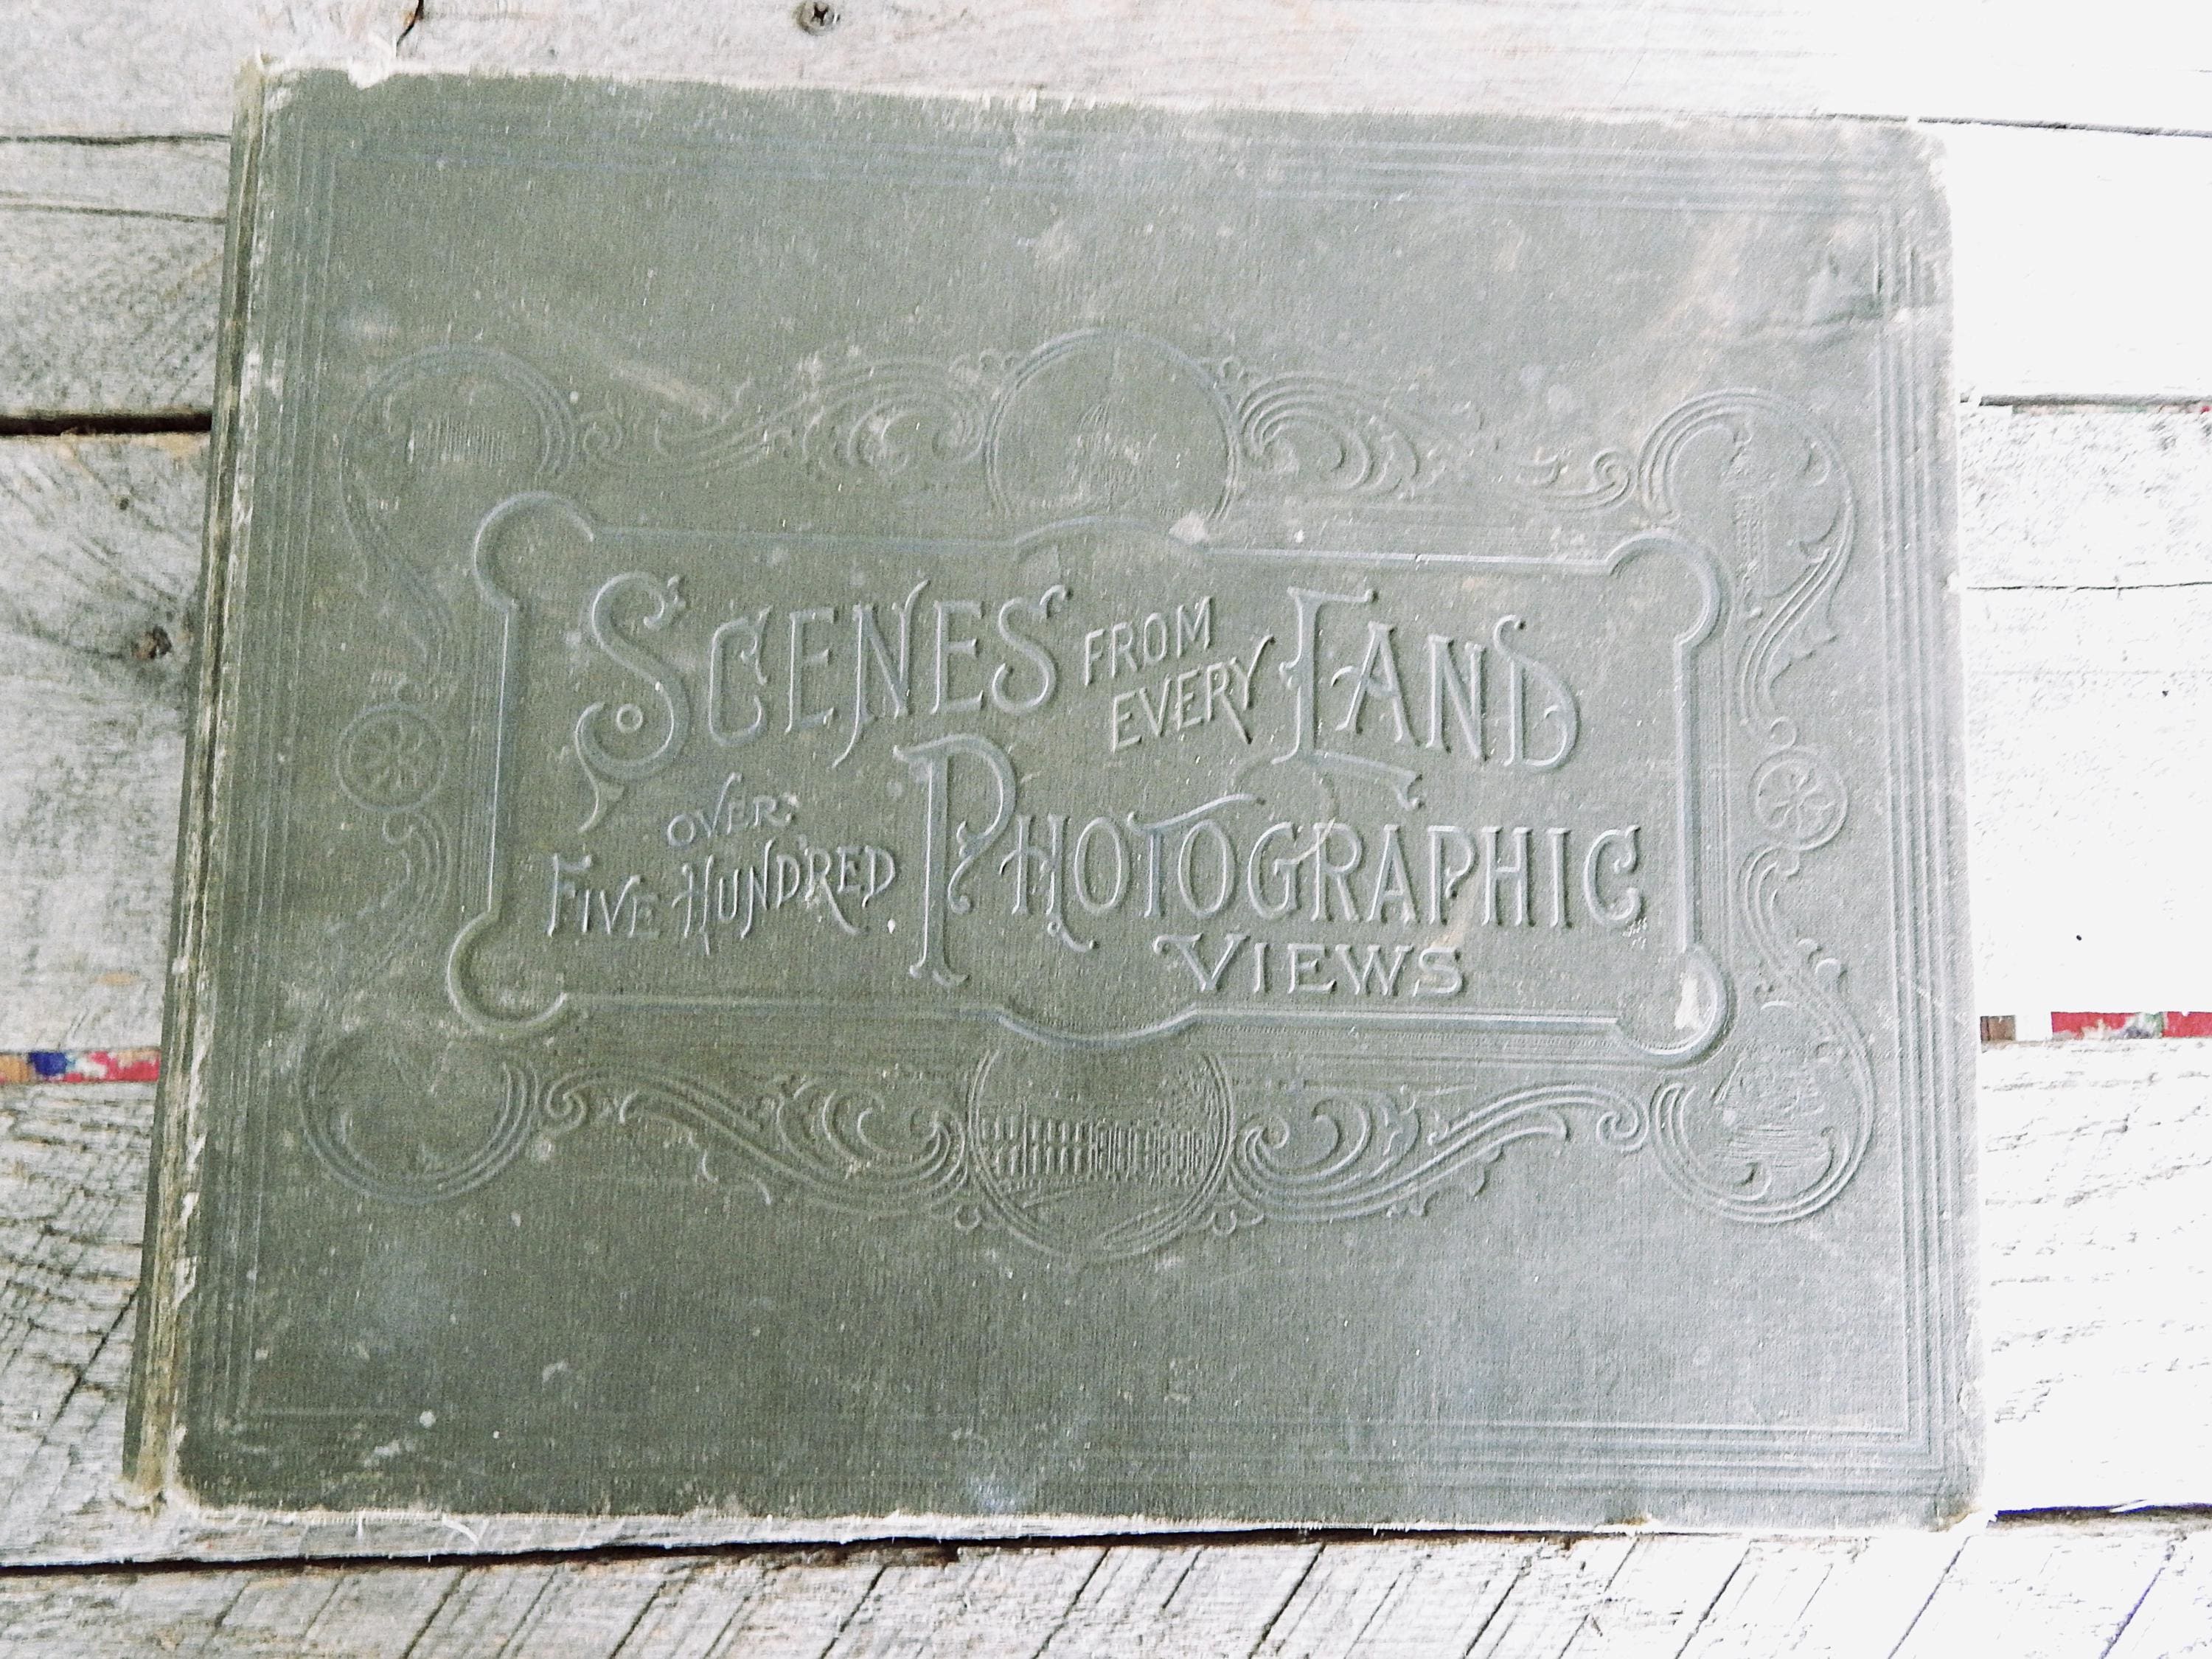 SCENES FROM EVERY LAND
OVER FIVE HUNDRED PHOTOGRAPHIC
VIEWS